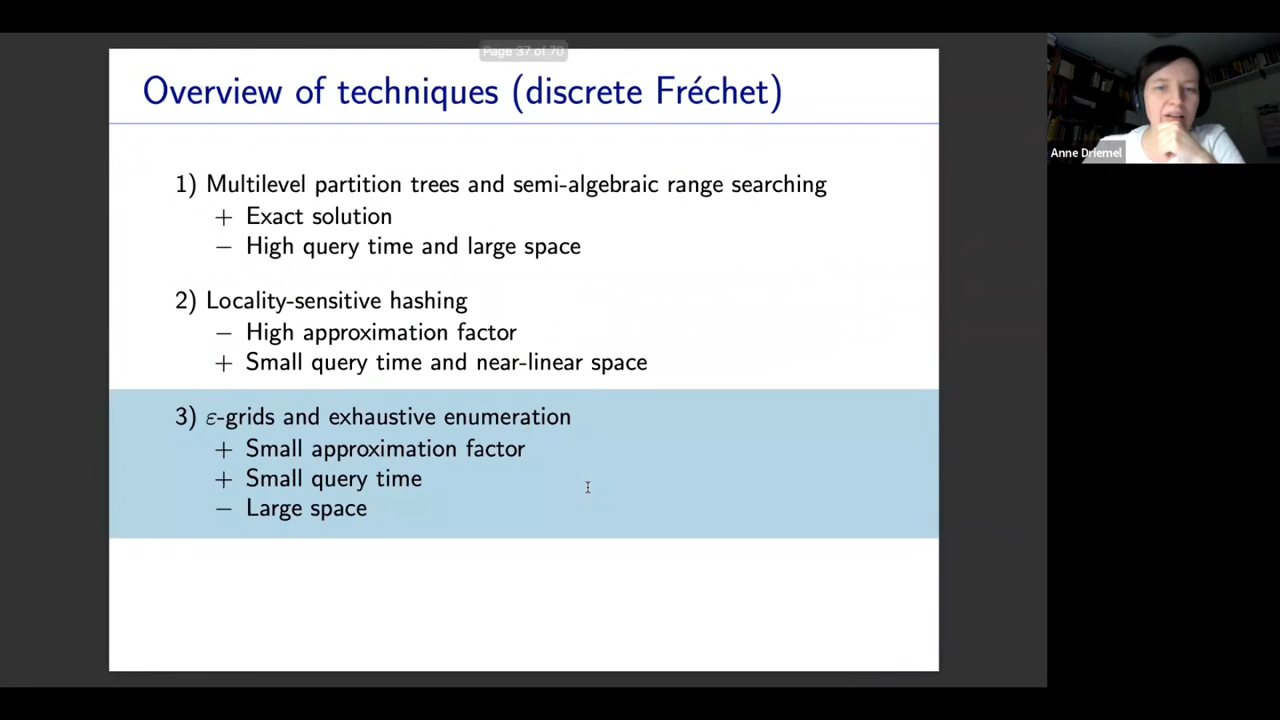 Page 37 of 70
Overview of techniques (discrete Fréchet)
1) Multilevel partition trees and semi-algebraic range searching
+ Exact solution
− High query time and large space
2) Locality-sensitive hashing
− High approximation factor
+ Small query time and near-linear space
3) ε-grids and exhaustive enumeration
+ Small approximation factor
+ Small query time
− Large space
Anne Driemel